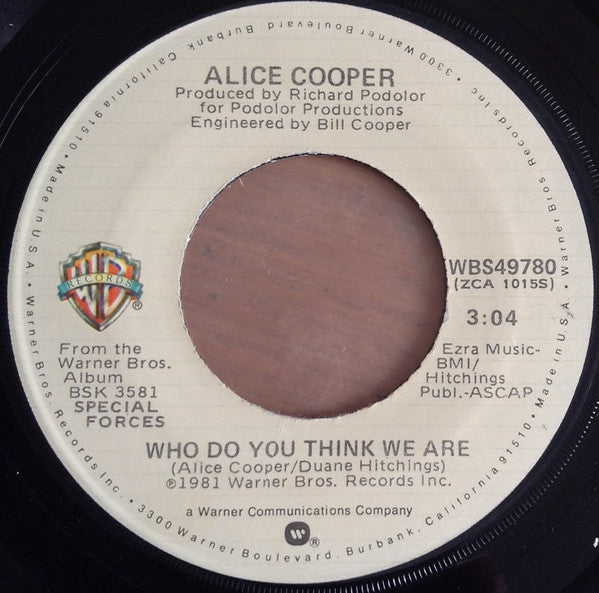 ALICE COOPER
Produced by Richard Podolor
for Podolor Productions
Engineered by Bill Cooper
WB
RECORDS
®
WBS49780
(ZCA 1015S)
3:04
From the
Warner Bros.
Album
BSK 3581
SPECIAL
FORCES
Ezra Music-
BMI/
Hitchings
Publ.-ASCAP
WHO DO YOU THINK WE ARE
(Alice Cooper/Duane Hitchings)
℗1981 Warner Bros. Records Inc.
a Warner Communications Company
W®
Made in U.S.A. • Warner Bros. Records Inc. • 3300 Warner Boulevard, Burbank, California 91510 • Made in U.S.A. • Warner Bros. Records Inc. • 3300 Warner Boulevard, Burbank, California 91510 •